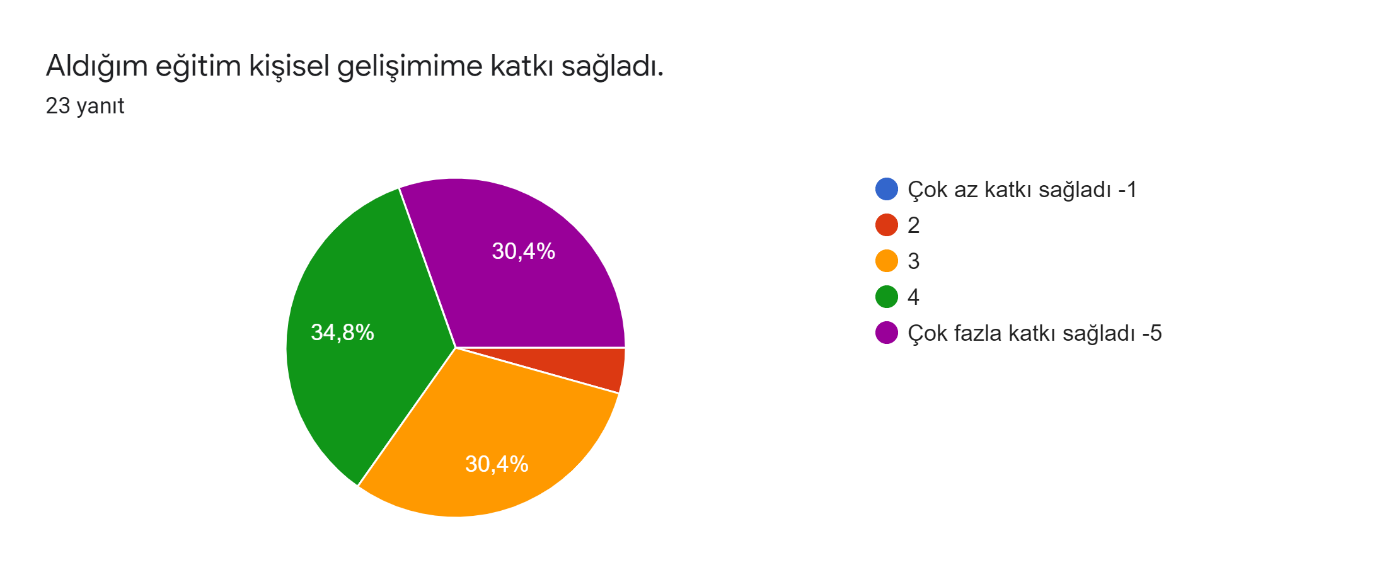 Aldığım eğitim kişisel gelişimime katkı sağladı.
23 yanıt
30,4%
34,8%
30,4%
Çok az katkı sağladı -1
2
3
4
Çok fazla katkı sağladı -5